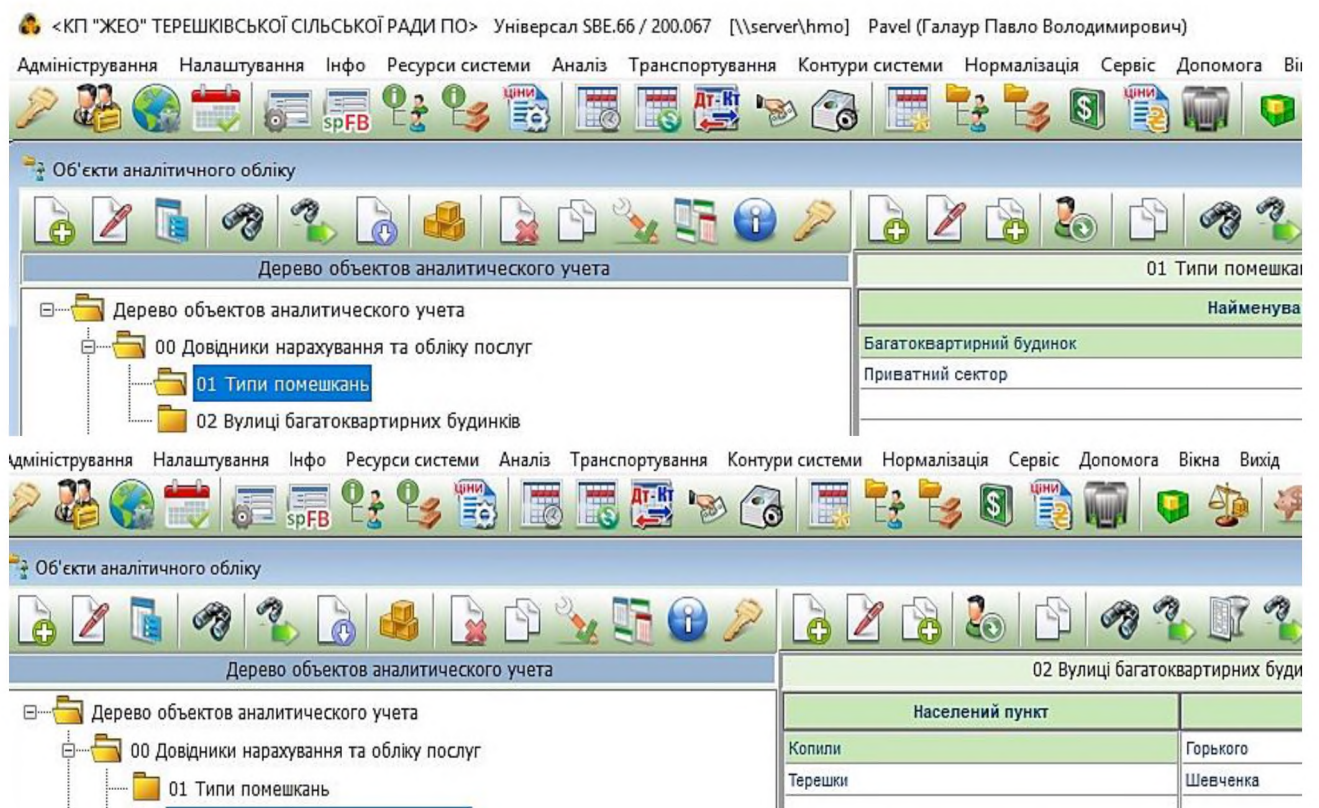 <КП "ЖЕО" ТЕРЕШКІВСЬКОЇ СІЛЬСЬКОЇ РАДИ ПО> Універсал SBE.66 / 200.067 [\\server\hmo] Pavel (Галаур Павло Володимирович)
Адміністрування Налаштування Інфо Ресурси системи Аналіз Транспортування Контури системи Нормалізація Сервіс Допомога Ві
spFB ЦІНИ Дт-Кт ЦІНИ
Об'єкти аналітичного обліку
Дерево объектов аналитического учета 01 Типи помешка
Дерево объектов аналитического учета Найменува
00 Довідники нарахування та обліку послуг Багатоквартирний будинок
01 Типи помешкань Приватний сектор
02 Вулиці багатоквартирних будинків
дміністрування Налаштування Інфо Ресурси системи Аналіз Транспортування Контури системи Нормалізація Сервіс Допомога Вікна Вихід
spFB ЦІНИ Дт-Кт ЦІНИ
Об'єкти аналітичного обліку
Дерево объектов аналитического учета 02 Вулиці багатоквартирних буди
Дерево объектов аналитического учета Населений пункт
00 Довідники нарахування та обліку послуг Копили Горького
01 Типи помешкань Терешки Шевченка